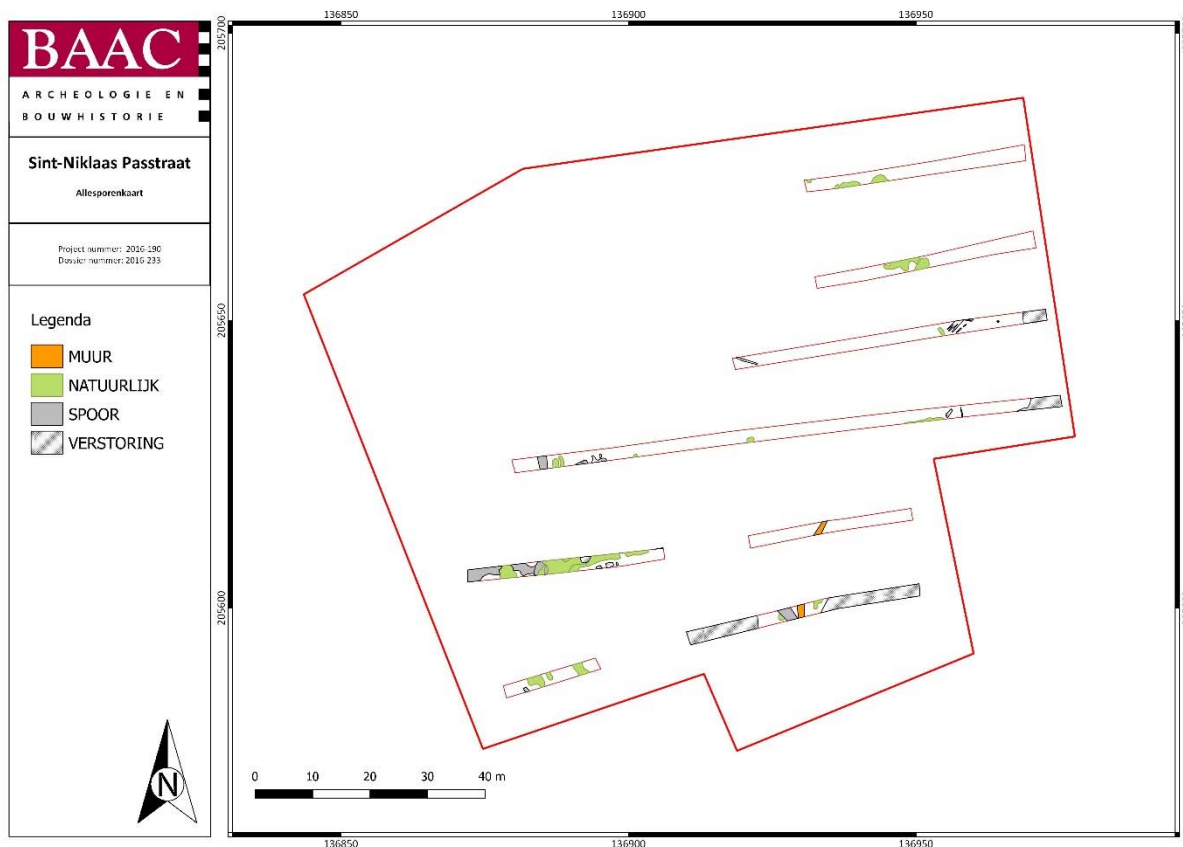 BAAC
ARCHEOLOGIE EN
BOUWHISTORIE
Sint-Niklaas Passtraat
Allesporenkaart
Project nummer: 2016-190
Dossier nummer: 2016-233
Legenda
MUUR
NATUURLIJK
SPOOR
VERSTORING
N
136850 136900 136950
205700
205650
205600
0 10 20 30 40 m
136850 136900 136950